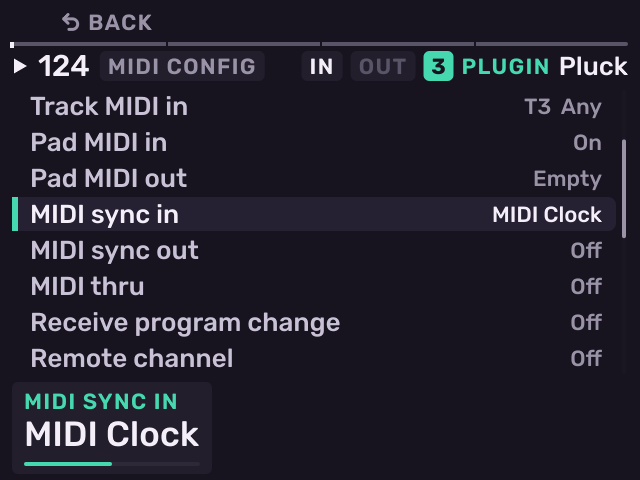 BACK
124 MIDI CONFIG IN OUT 3 PLUGIN Pluck
Track MIDI in T3 Any
Pad MIDI in On
Pad MIDI out Empty
MIDI sync in MIDI Clock
MIDI sync out Off
MIDI thru Off
Receive program change Off
Remote channel Off
MIDI SYNC IN
MIDI Clock